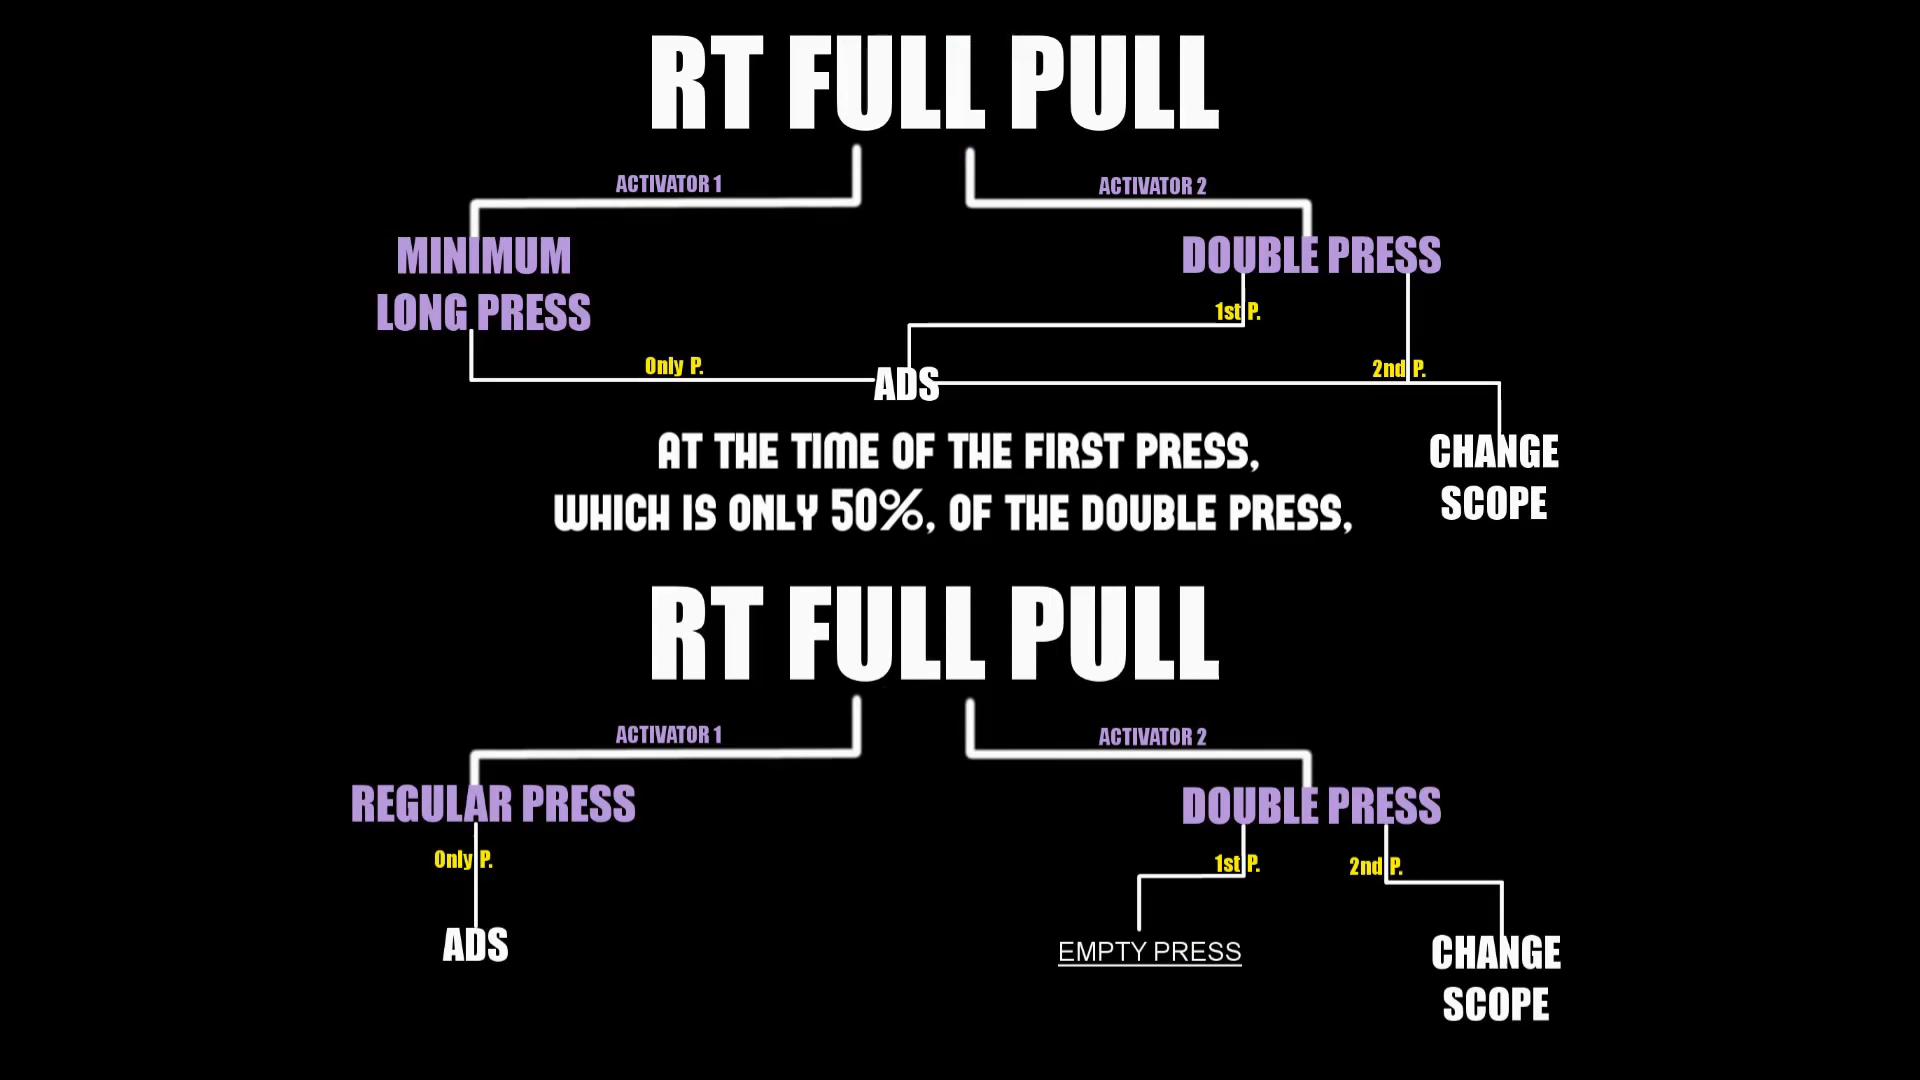 RT FULL PULL
ACTIVATOR 1
ACTIVATOR 2
MINIMUM
LONG PRESS
DOUBLE PRESS
1st P.
Only P.
ADS
2nd P.
AT THE TIME OF THE FIRST PRESS,
WHICH IS ONLY 50%, OF THE DOUBLE PRESS,
CHANGE
SCOPE
RT FULL PULL
ACTIVATOR 1
ACTIVATOR 2
REGULAR PRESS
DOUBLE PRESS
Only P.
1st P.
2nd P.
ADS
EMPTY PRESS
CHANGE
SCOPE